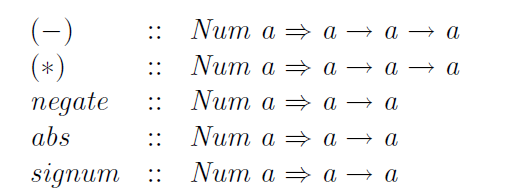 (−) :: Num a ⇒ a → a → a
(∗) :: Num a ⇒ a → a → a
negate :: Num a ⇒ a → a
abs :: Num a ⇒ a → a
signum :: Num a ⇒ a → a